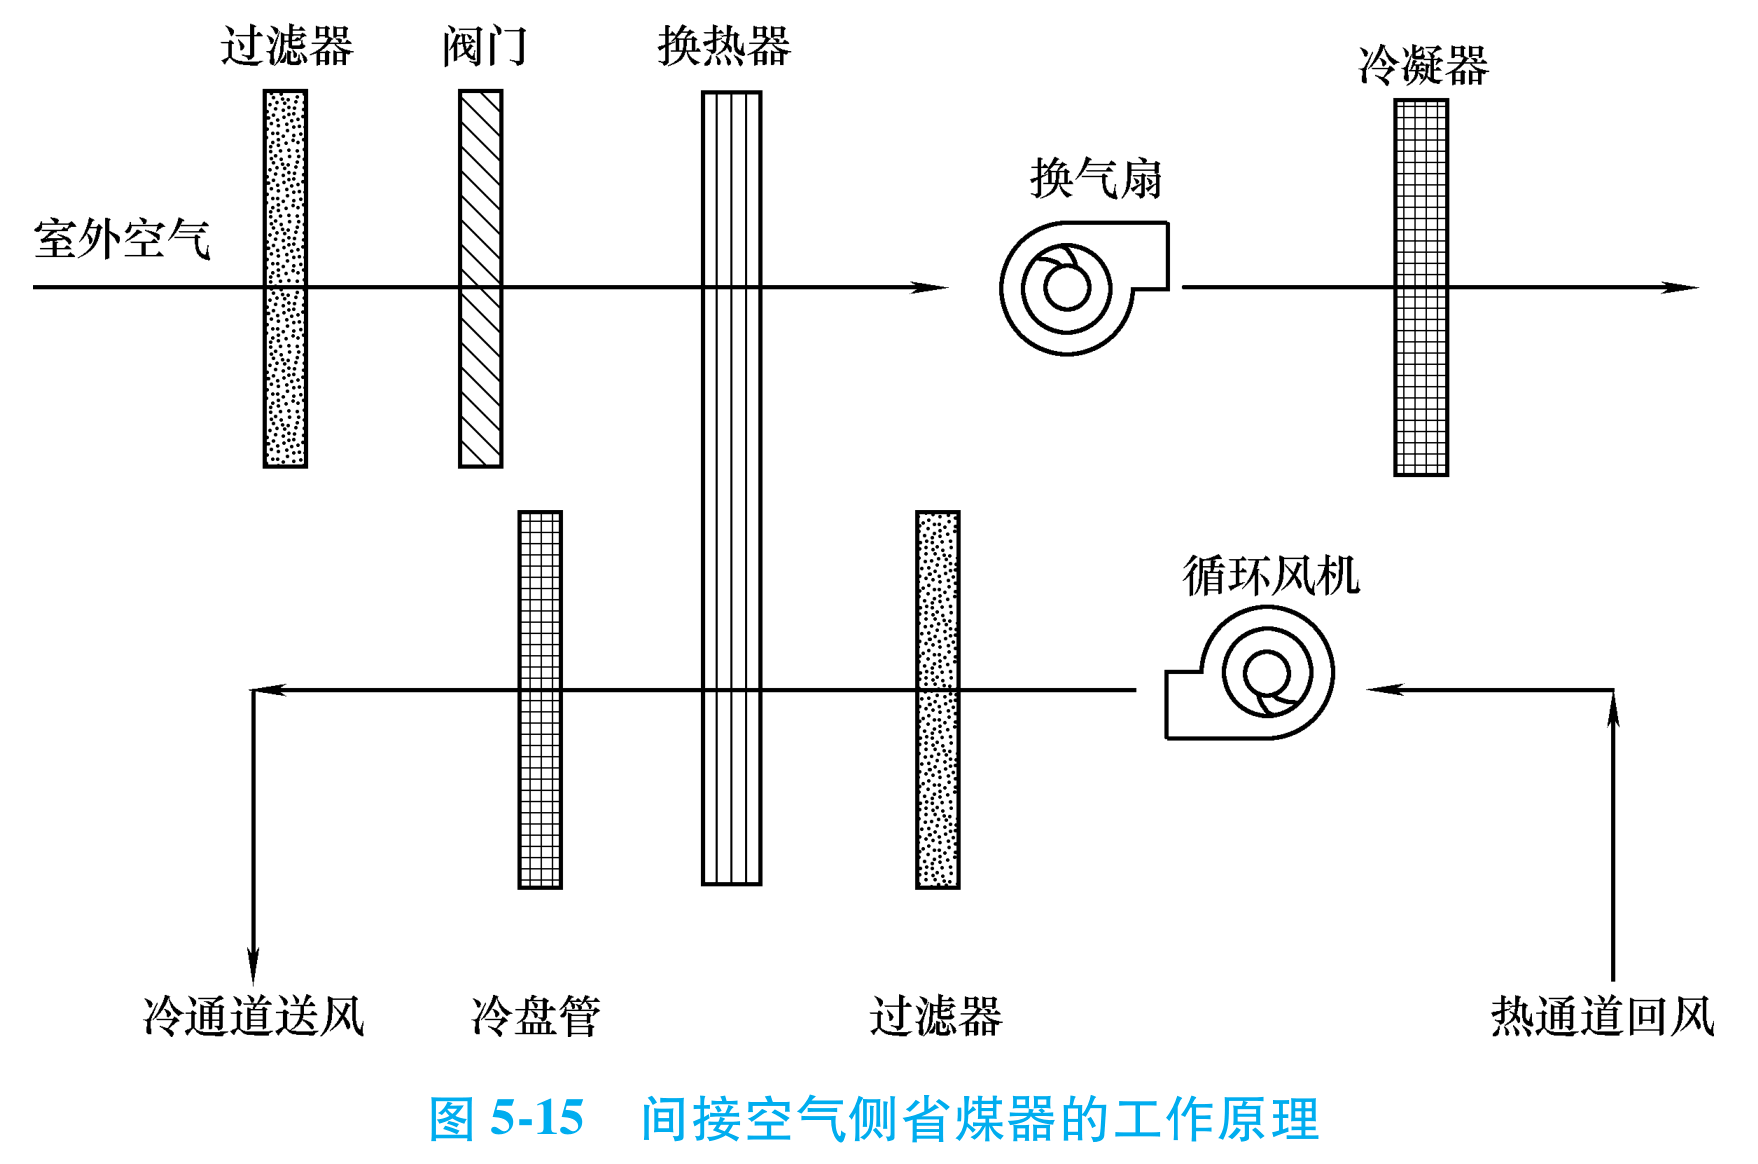 过滤器
阀门
换热器
冷凝器
换气扇
室外空气
循环风机
冷通道送风
冷盘管
过滤器
热通道回风
图 5-15 间接空气侧省煤器的工作原理